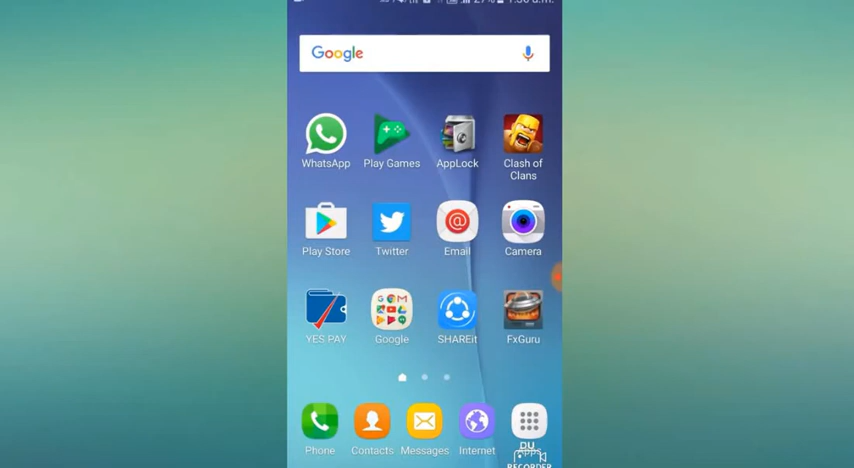 Google
WhatsApp
Play Games
AppLock
Clash of
Clans
Play Store
Twitter
Email
Camera
YES PAY
Google
SHAREit
FxGuru
Phone
Contacts
Messages
Internet
Apps
DU
RECORDER